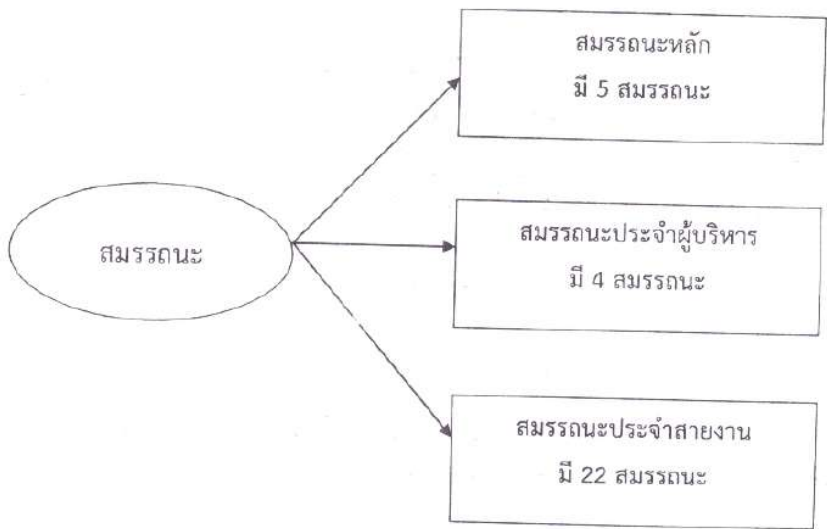 สมรรถนะ
สมรรถนะหลัก
มี 5 สมรรถนะ
สมรรถนะประจำผู้บริหาร
มี 4 สมรรถนะ
สมรรถนะประจำสายงาน
มี 22 สมรรถนะ